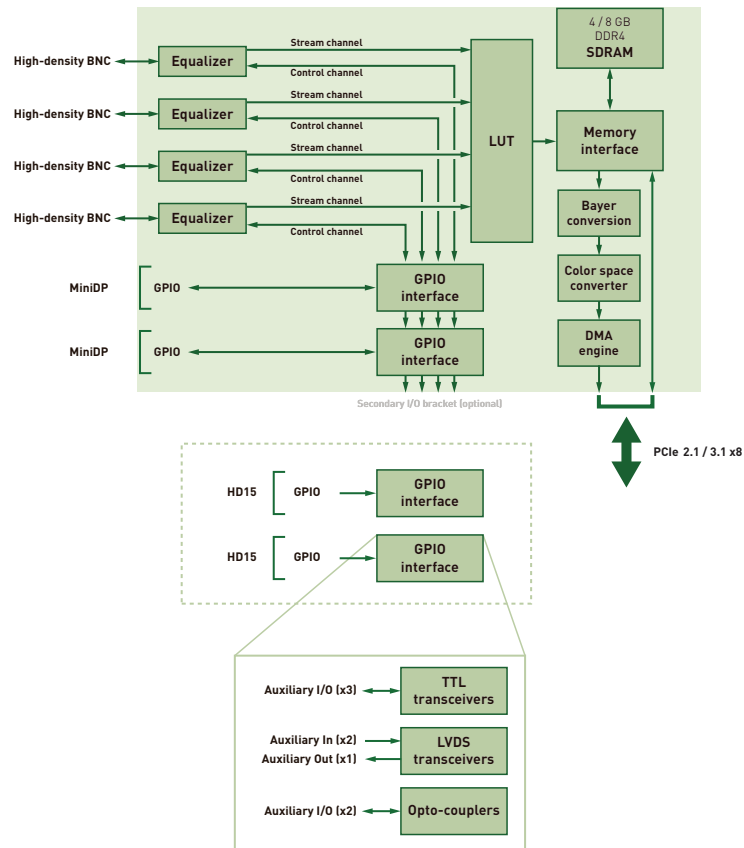 4 / 8 GB
DDR4
SDRAM
High-density BNC
Equalizer
Stream channel
Control channel
High-density BNC
Equalizer
Stream channel
Control channel
High-density BNC
Equalizer
Stream channel
Control channel
High-density BNC
Equalizer
Stream channel
Control channel
LUT
Memory
interface
Bayer
conversion
Color space
converter
DMA
engine
MiniDP
GPIO
GPIO
interface
MiniDP
GPIO
GPIO
interface
Secondary I/O bracket (optional)
PCIe 2.1 / 3.1 x8
HD15
GPIO
GPIO
interface
HD15
GPIO
GPIO
interface
Auxiliary I/O (x3)
TTL
transceivers
Auxiliary In (x2)
Auxiliary Out (x1)
LVDS
transceivers
Auxiliary I/O (x2)
Opto-couplers